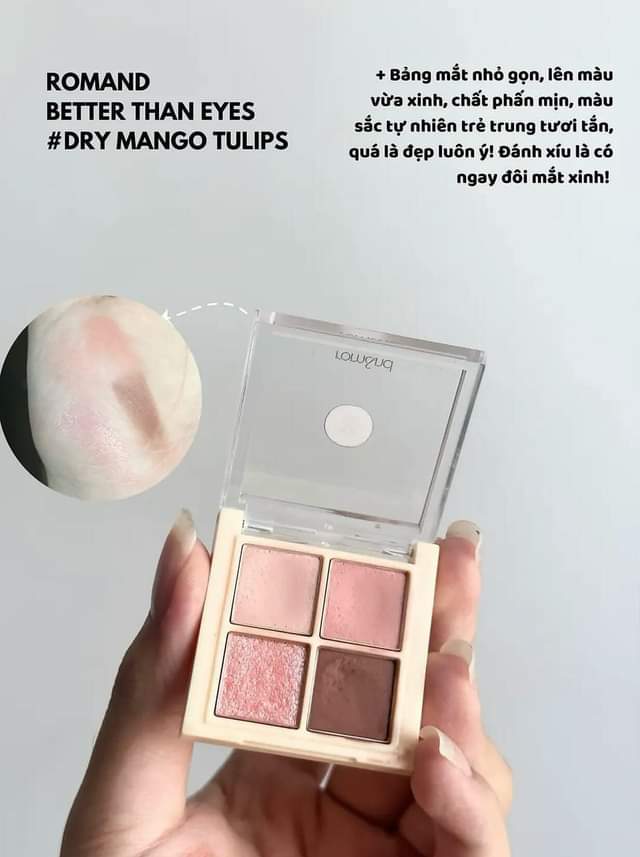 ROMAND
BETTER THAN EYES
#DRY MANGO TULIPS
+ Bảng mắt nhỏ gọn, lên màu
vừa xinh, chất phấn mịn, màu
sắc tự nhiên trẻ trung tươi tắn,
quá là đẹp luôn ý! Đánh xíu là có
ngay đôi mắt xinh!
rom&nd